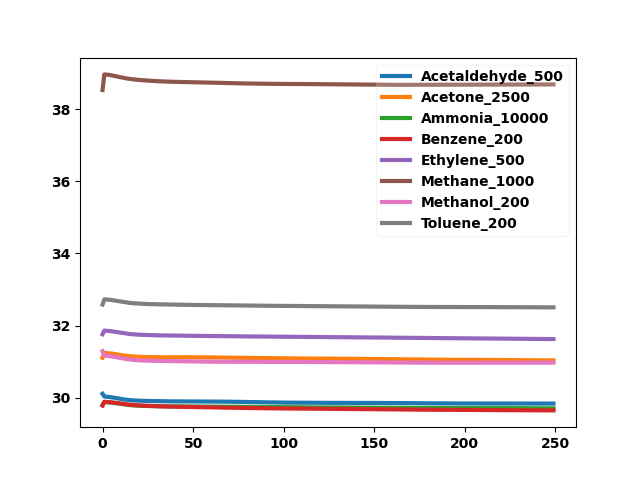 Acetaldehyde_500
Acetone_2500
Ammonia_10000
Benzene_200
Ethylene_500
Methane_1000
Methanol_200
Toluene_200
38
36
34
32
30
0 50 100 150 200 250